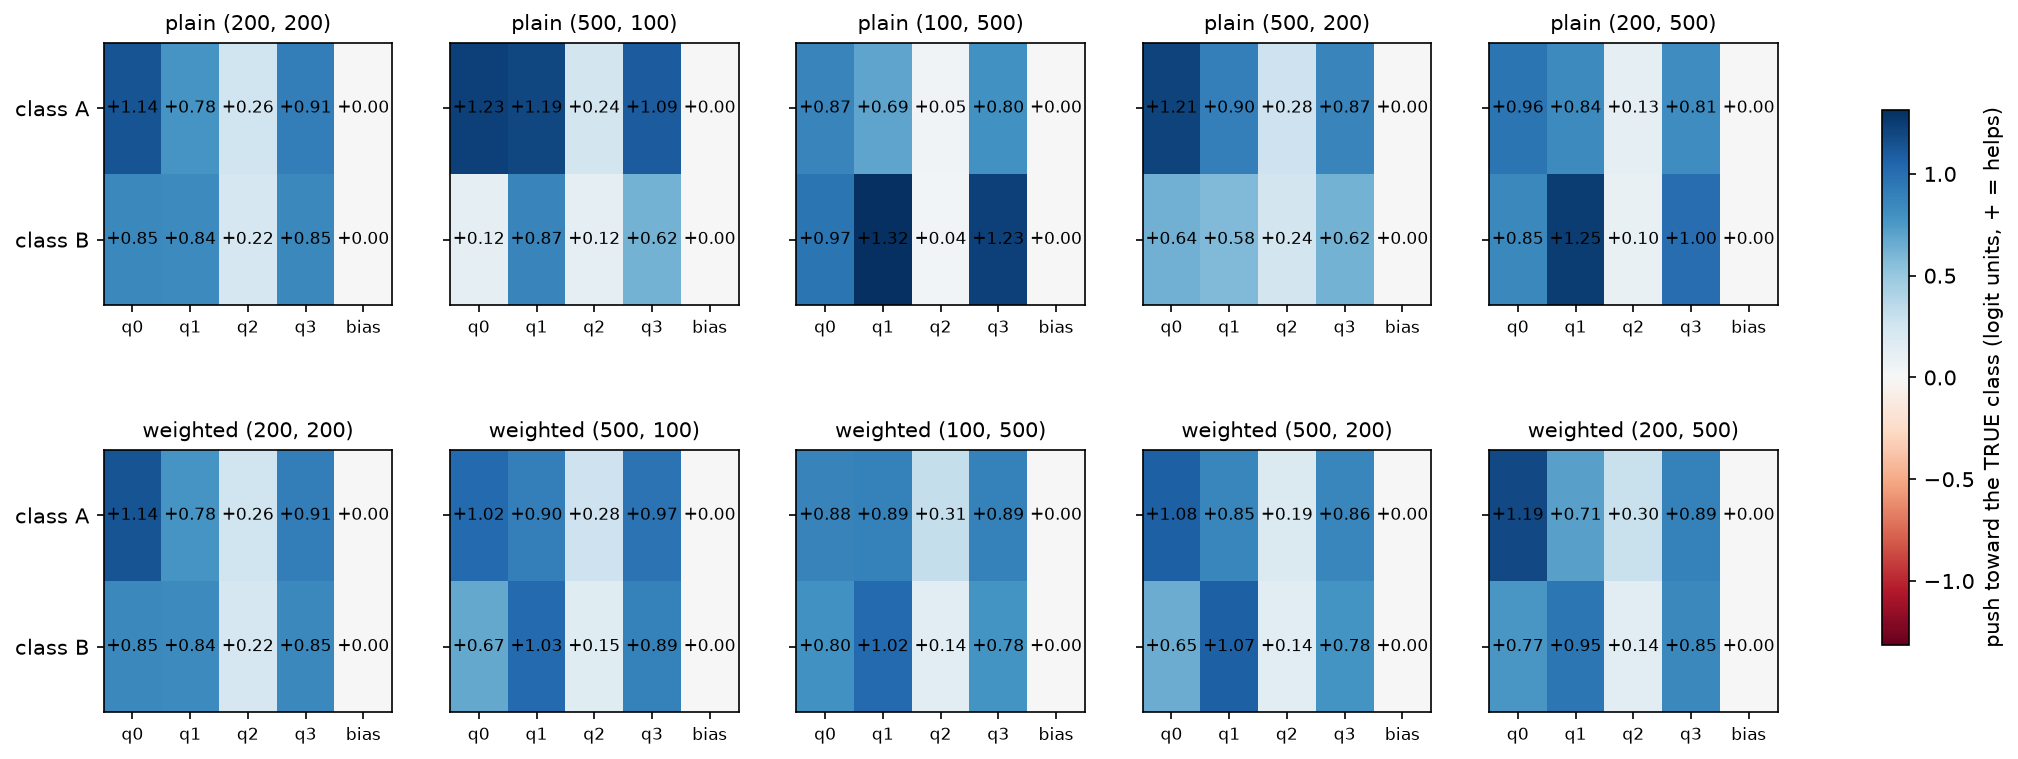 plain (200, 200) plain (500, 100) plain (100, 500) plain (500, 200) plain (200, 500)
class A +1.14 +0.78 +0.26 +0.91 +0.00 +1.23 +1.19 +0.24 +1.09 +0.00 +0.87 +0.69 +0.05 +0.80 +0.00 +1.21 +0.90 +0.28 +0.87 +0.00 +0.96 +0.84 +0.13 +0.81 +0.00
class B +0.85 +0.84 +0.22 +0.85 +0.00 +0.12 +0.87 +0.12 +0.62 +0.00 +0.97 +1.32 +0.04 +1.23 +0.00 +0.64 +0.58 +0.24 +0.62 +0.00 +0.85 +1.25 +0.10 +1.00 +0.00
q0 q1 q2 q3 bias q0 q1 q2 q3 bias q0 q1 q2 q3 bias q0 q1 q2 q3 bias q0 q1 q2 q3 bias
weighted (200, 200) weighted (500, 100) weighted (100, 500) weighted (500, 200) weighted (200, 500)
class A +1.14 +0.78 +0.26 +0.91 +0.00 +1.02 +0.90 +0.28 +0.97 +0.00 +0.88 +0.89 +0.31 +0.89 +0.00 +1.08 +0.85 +0.19 +0.86 +0.00 +1.19 +0.71 +0.30 +0.89 +0.00
class B +0.85 +0.84 +0.22 +0.85 +0.00 +0.67 +1.03 +0.15 +0.89 +0.00 +0.80 +1.02 +0.14 +0.78 +0.00 +0.65 +1.07 +0.14 +0.78 +0.00 +0.77 +0.95 +0.14 +0.85 +0.00
q0 q1 q2 q3 bias q0 q1 q2 q3 bias q0 q1 q2 q3 bias q0 q1 q2 q3 bias q0 q1 q2 q3 bias
1.0
0.5
0.0
−0.5
−1.0
push toward the TRUE class (logit units, + = helps)